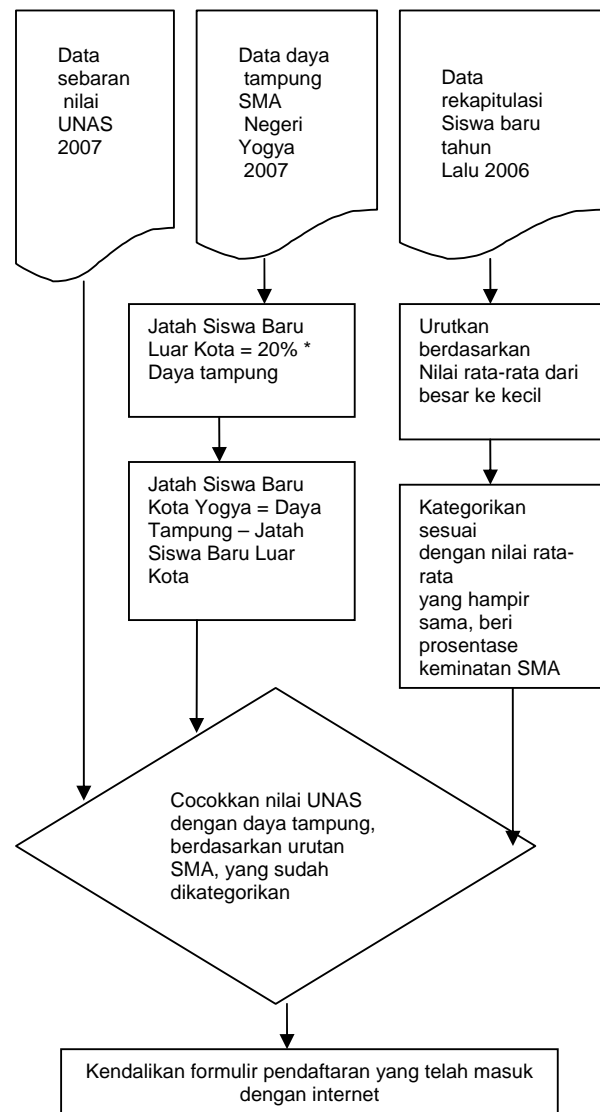 Data
sebaran
nilai
UNAS
2007
Data daya
tampung
SMA
Negeri
Yogya
2007
Data
rekapitulasi
Siswa baru
tahun
Lalu 2006
Jatah Siswa Baru
Luar Kota = 20% *
Daya tampung
Urutkan
berdasarkan
Nilai rata-rata dari
besar ke kecil
Jatah Siswa Baru
Kota Yogya = Daya
Tampung – Jatah
Siswa Baru Luar
Kota
Kategorikan
sesuai
dengan nilai rata-
rata
yang hampir
sama, beri
prosentase
keminatan SMA
Cocokkan nilai UNAS
dengan daya tampung,
berdasarkan urutan
SMA, yang sudah
dikategorikan
Kendalikan formulir pendaftaran yang telah masuk
dengan internet